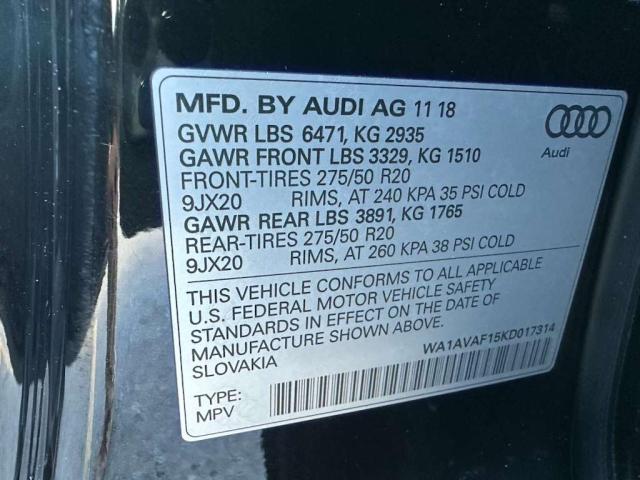 MFD. BY AUDI AG 11 18
GVWR LBS 6471, KG 2935
GAWR FRONT LBS 3329, KG 1510
FRONT-TIRES 275/50 R20
9JX20 RIMS, AT 240 KPA 35 PSI COLD
GAWR REAR LBS 3891, KG 1765
REAR-TIRES 275/50 R20
9JX20 RIMS, AT 260 KPA 38 PSI COLD
Audi
THIS VEHICLE CONFORMS TO ALL APPLICABLE
U.S. FEDERAL MOTOR VEHICLE SAFETY
STANDARDS IN EFFECT ON THE DATE OF
MANUFACTURE SHOWN ABOVE.
SLOVAKIA
WA1AVAF15KD017314
TYPE:
MPV